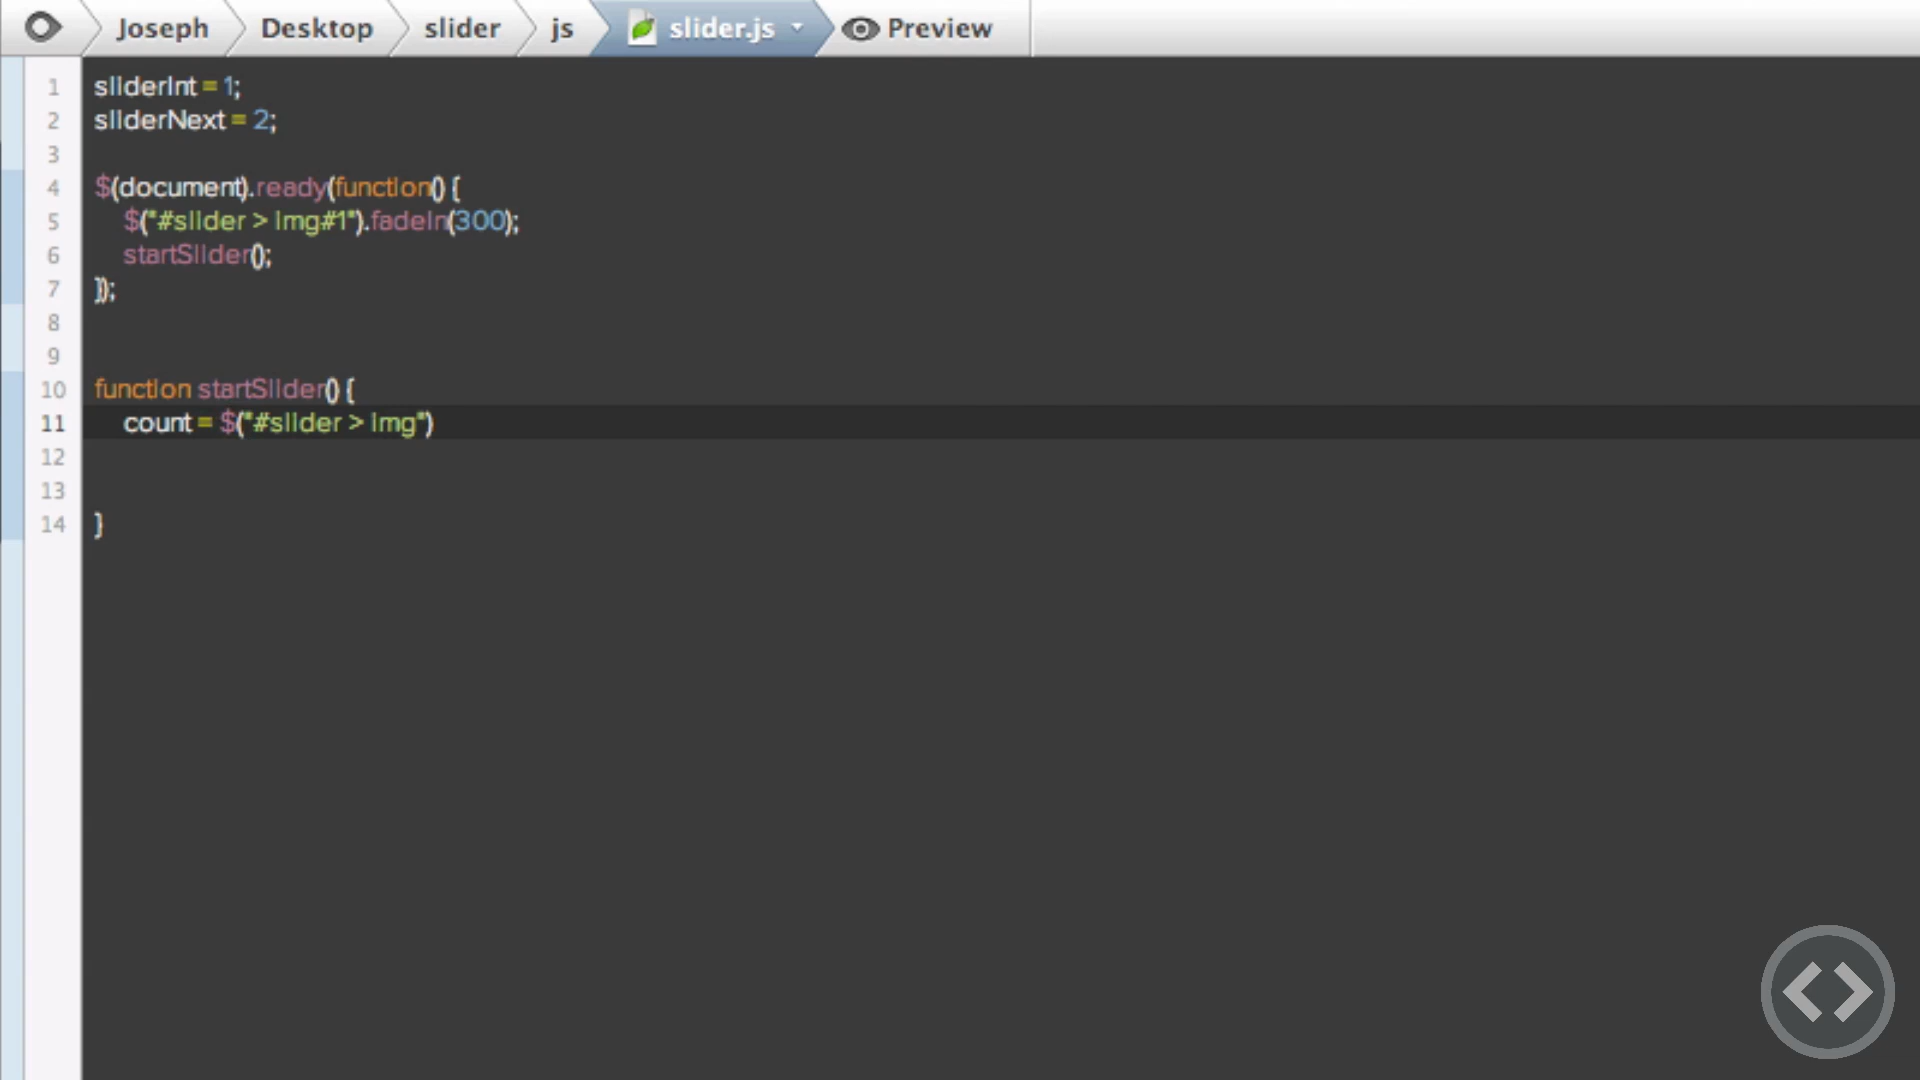 Joseph Desktop slider js slider.js Preview
1 sliderInt = 1;
2 sliderNext = 2;
3
4 $(document).ready(function() {
5 $("#slider > img#1").fadeIn(300);
6 startSlider();
7 });
8
9
10 function startSlider() {
11 count = $("#slider > img")
12
13
14 }